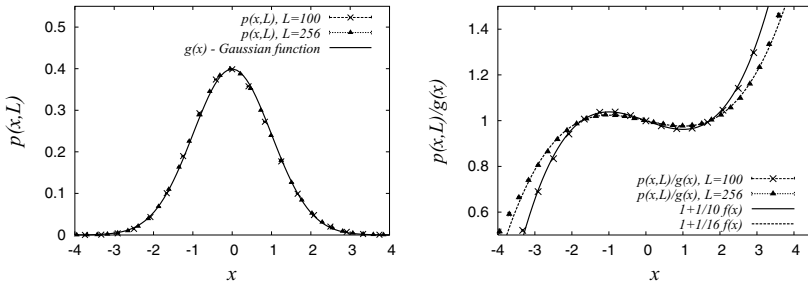 p(x,L), L=100
p(x,L), L=256
g(x) - Gaussian function
0.5
0.4
0.3
0.2
0.1
0
p(x,L)
-4 -3 -2 -1 0 1 2 3 4
x
1.4
1.2
1
0.8
0.6
p(x,L)/g(x)
p(x,L)/g(x), L=100
p(x,L)/g(x), L=256
1+1/10 f(x)
1+1/16 f(x)
-4 -3 -2 -1 0 1 2 3 4
x